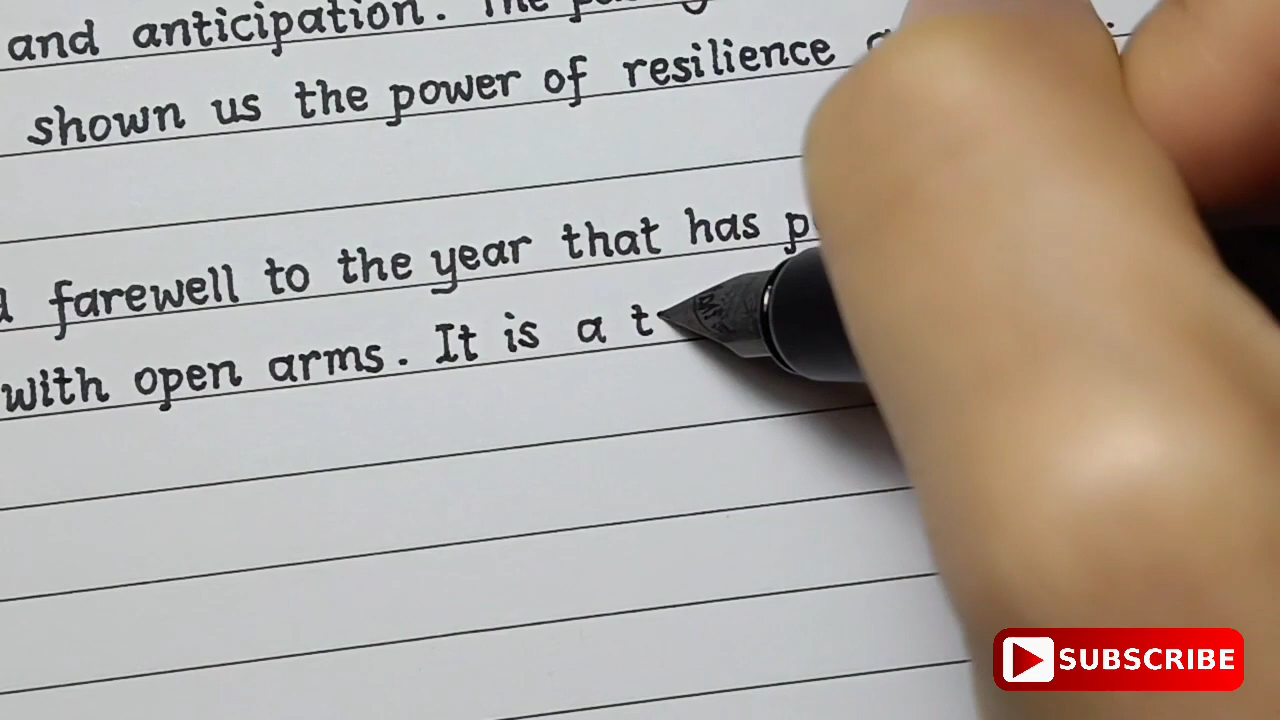 and anticipation. The
shown us the power of resilience
farewell to the year that has
with open arms. It is a t
SUBSCRIBE